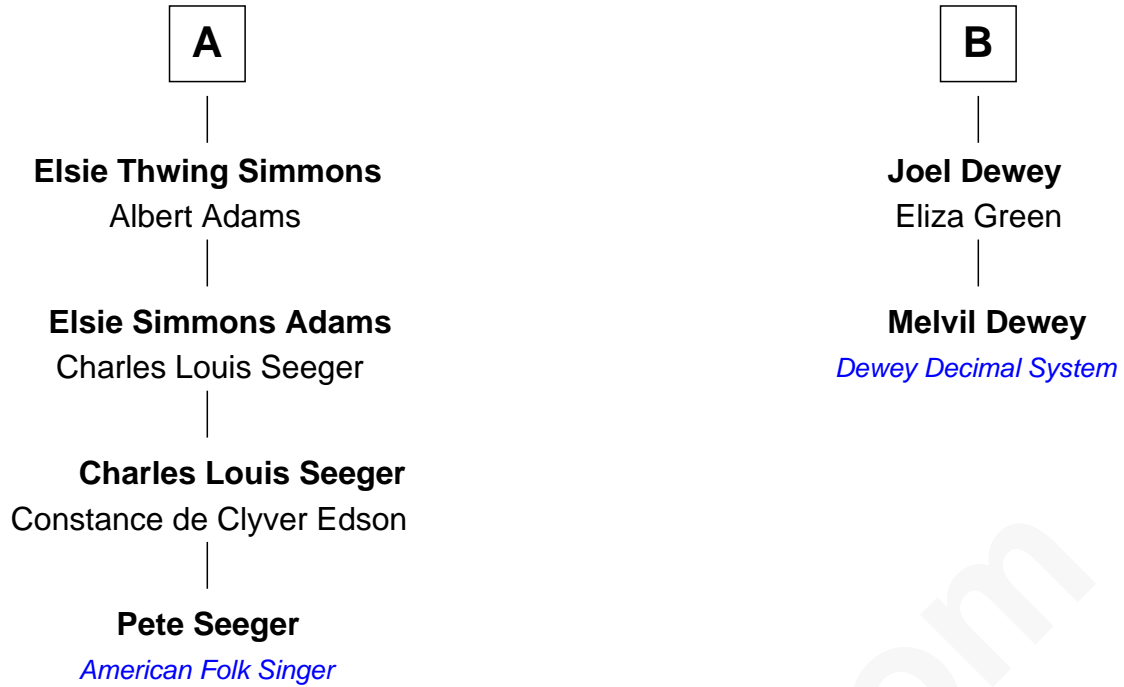 A
Elsie Thwing Simmons
Albert Adams
Elsie Simmons Adams
Charles Louis Seeger
Charles Louis Seeger
Constance de Clyver Edson
Pete Seeger
American Folk Singer
B
Joel Dewey
Eliza Green
Melvil Dewey
Dewey Decimal System
om